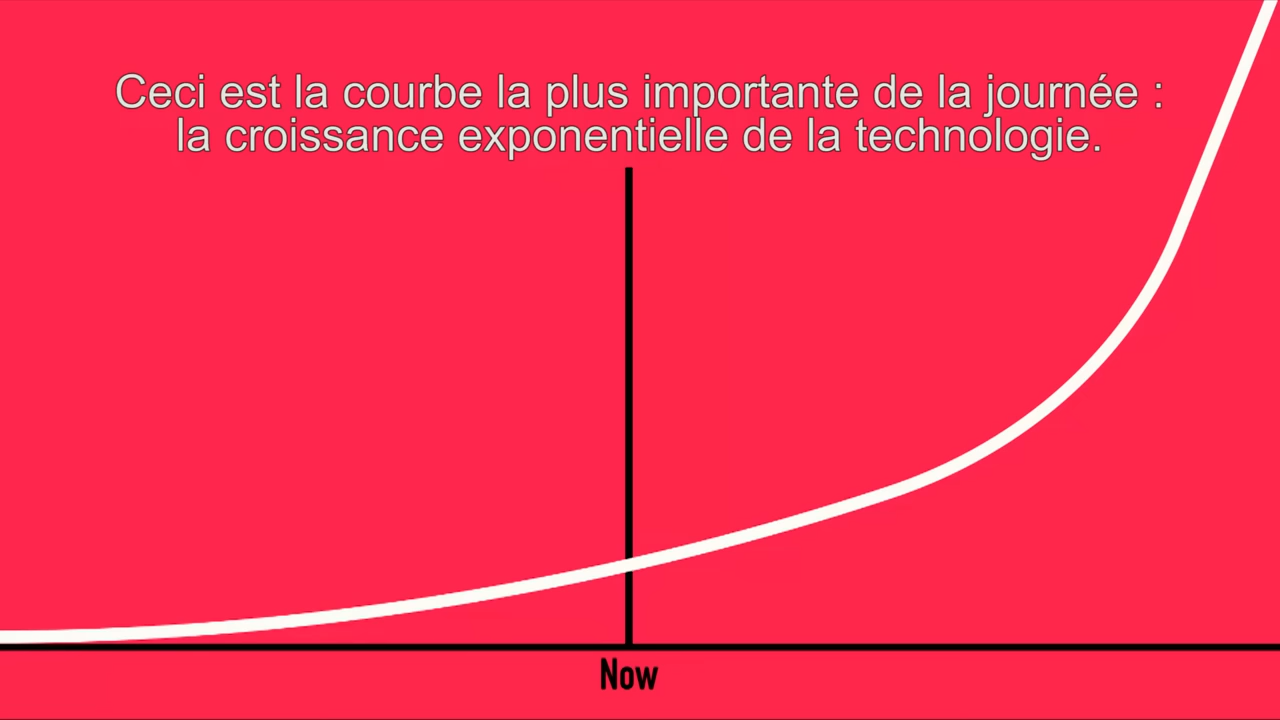 Ceci est la courbe la plus importante de la journée :
la croissance exponentielle de la technologie.
Now